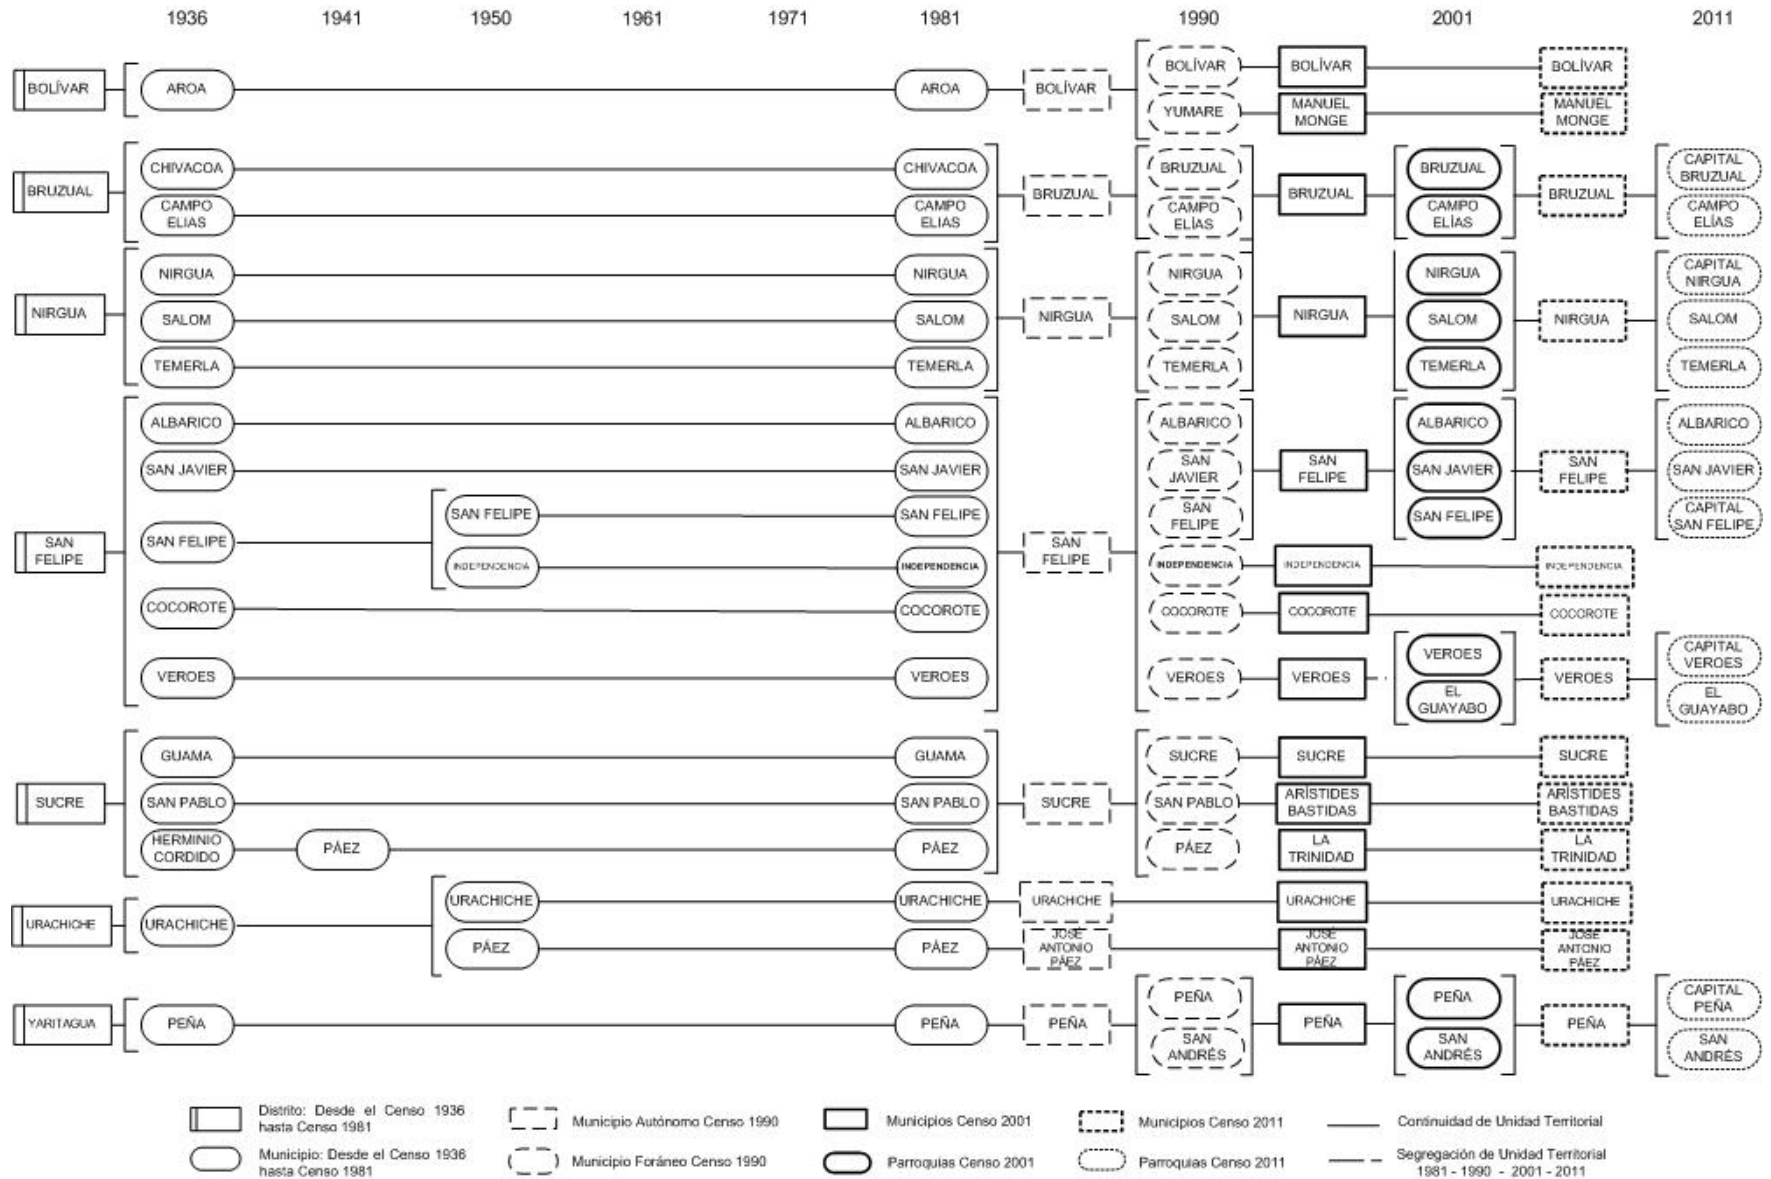 1936 1941 1950 1961 1971 1981 1990 2001 2011
BOLÍVAR
AROA
AROA
BOLÍVAR
BOLÍVAR
BOLÍVAR
BOLÍVAR
YUMARE
MANUEL
MONGE
MANUEL
MONGE
BRUZUAL
CHIVACOA
CHIVACOA
CAMPO
ELIAS
CAMPO
ELIAS
BRUZUAL
BRUZUAL
CAMPO
ELÍAS
BRUZUAL
BRUZUAL
CAMPO
ELÍAS
BRUZUAL
CAPITAL
BRUZUAL
CAMPO
ELÍAS
NIRGUA
NIRGUA
NIRGUA
SALOM
SALOM
TEMERLA
TEMERLA
NIRGUA
NIRGUA
SALOM
TEMERLA
NIRGUA
NIRGUA
SALOM
TEMERLA
NIRGUA
CAPITAL
NIRGUA
SALOM
TEMERLA
SAN
FELIPE
ALBARICO
ALBARICO
SAN JAVIER
SAN JAVIER
SAN FELIPE
SAN FELIPE
SAN FELIPE
INDEPENDENCIA
INDEPENDENCIA
COCOROTE
COCOROTE
VEROES
VEROES
SAN
FELIPE
ALBARICO
SAN
JAVIER
SAN
FELIPE
INDEPENDENCIA
COCOROTE
VEROES
SAN
FELIPE
INDEPENDENCIA
COCOROTE
VEROES
ALBARICO
SAN JAVIER
SAN FELIPE
VEROES
EL
GUAYABO
SAN
FELIPE
INDEPENDENCIA
COCOROTE
VEROES
ALBARICO
SAN JAVIER
CAPITAL
SAN FELIPE
CAPITAL
VEROES
EL
GUAYABO
SUCRE
GUAMA
GUAMA
SAN PABLO
SAN PABLO
HERMINIO
CORDIDO
PÁEZ
PÁEZ
SUCRE
SUCRE
SAN PABLO
PÁEZ
SUCRE
ARÍSTIDES
BASTIDAS
LA
TRINIDAD
SUCRE
ARÍSTIDES
BASTIDAS
LA
TRINIDAD
URACHICHE
URACHICHE
URACHICHE
PÁEZ
URACHICHE
PÁEZ
URACHICHE
JOSÉ
ANTONIO
PÁEZ
URACHICHE
JOSÉ
ANTONIO
PÁEZ
URACHICHE
JOSÉ
ANTONIO
PÁEZ
YARITAGUA
PEÑA
PEÑA
PEÑA
PEÑA
SAN
ANDRÉS
PEÑA
PEÑA
SAN
ANDRÉS
PEÑA
CAPITAL
PEÑA
SAN
ANDRÉS
Distrito: Desde el Censo 1936
hasta Censo 1981
Municipio: Desde el Censo 1936
hasta Censo 1981
Municipio Autónomo Censo 1990
Municipio Foráneo Censo 1990
Municipios Censo 2001
Parroquias Censo 2001
Municipios Censo 2011
Parroquias Censo 2011
Continuidad de Unidad Territorial
Segregación de Unidad Territorial
1981 - 1990 - 2001 - 2011